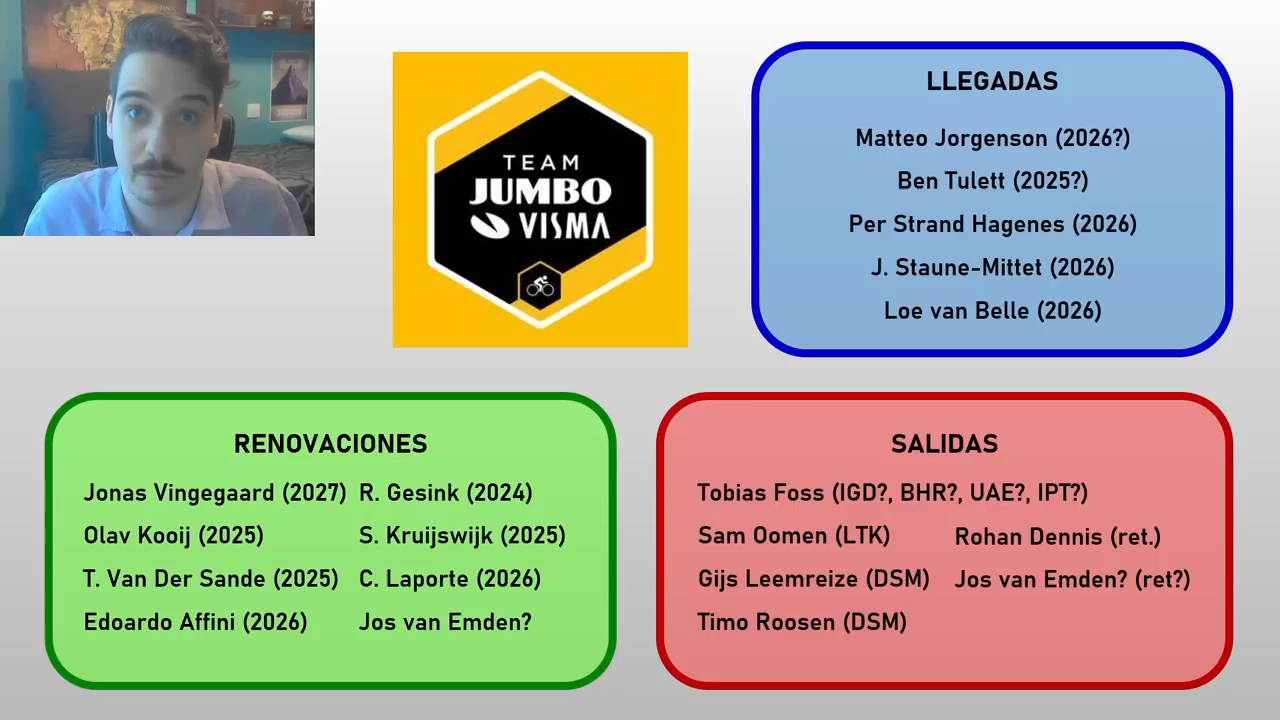 TEAM
JUMBO
VISMA
LLEGADAS
Matteo Jorgenson (2026?)
Ben Tulett (2025?)
Per Strand Hagenes (2026)
J. Staune-Mittet (2026)
Loe van Belle (2026)
RENOVACIONES
Jonas Vingegaard (2027) R. Gesink (2024)
Olav Kooij (2025) S. Kruijswijk (2025)
T. Van Der Sande (2025) C. Laporte (2026)
Edoardo Affini (2026) Jos van Emden?
SALIDAS
Tobias Foss (IGD?, BHR?, UAE?, IPT?)
Sam Oomen (LTK) Rohan Dennis (ret.)
Gijs Leemreize (DSM) Jos van Emden? (ret?)
Timo Roosen (DSM)